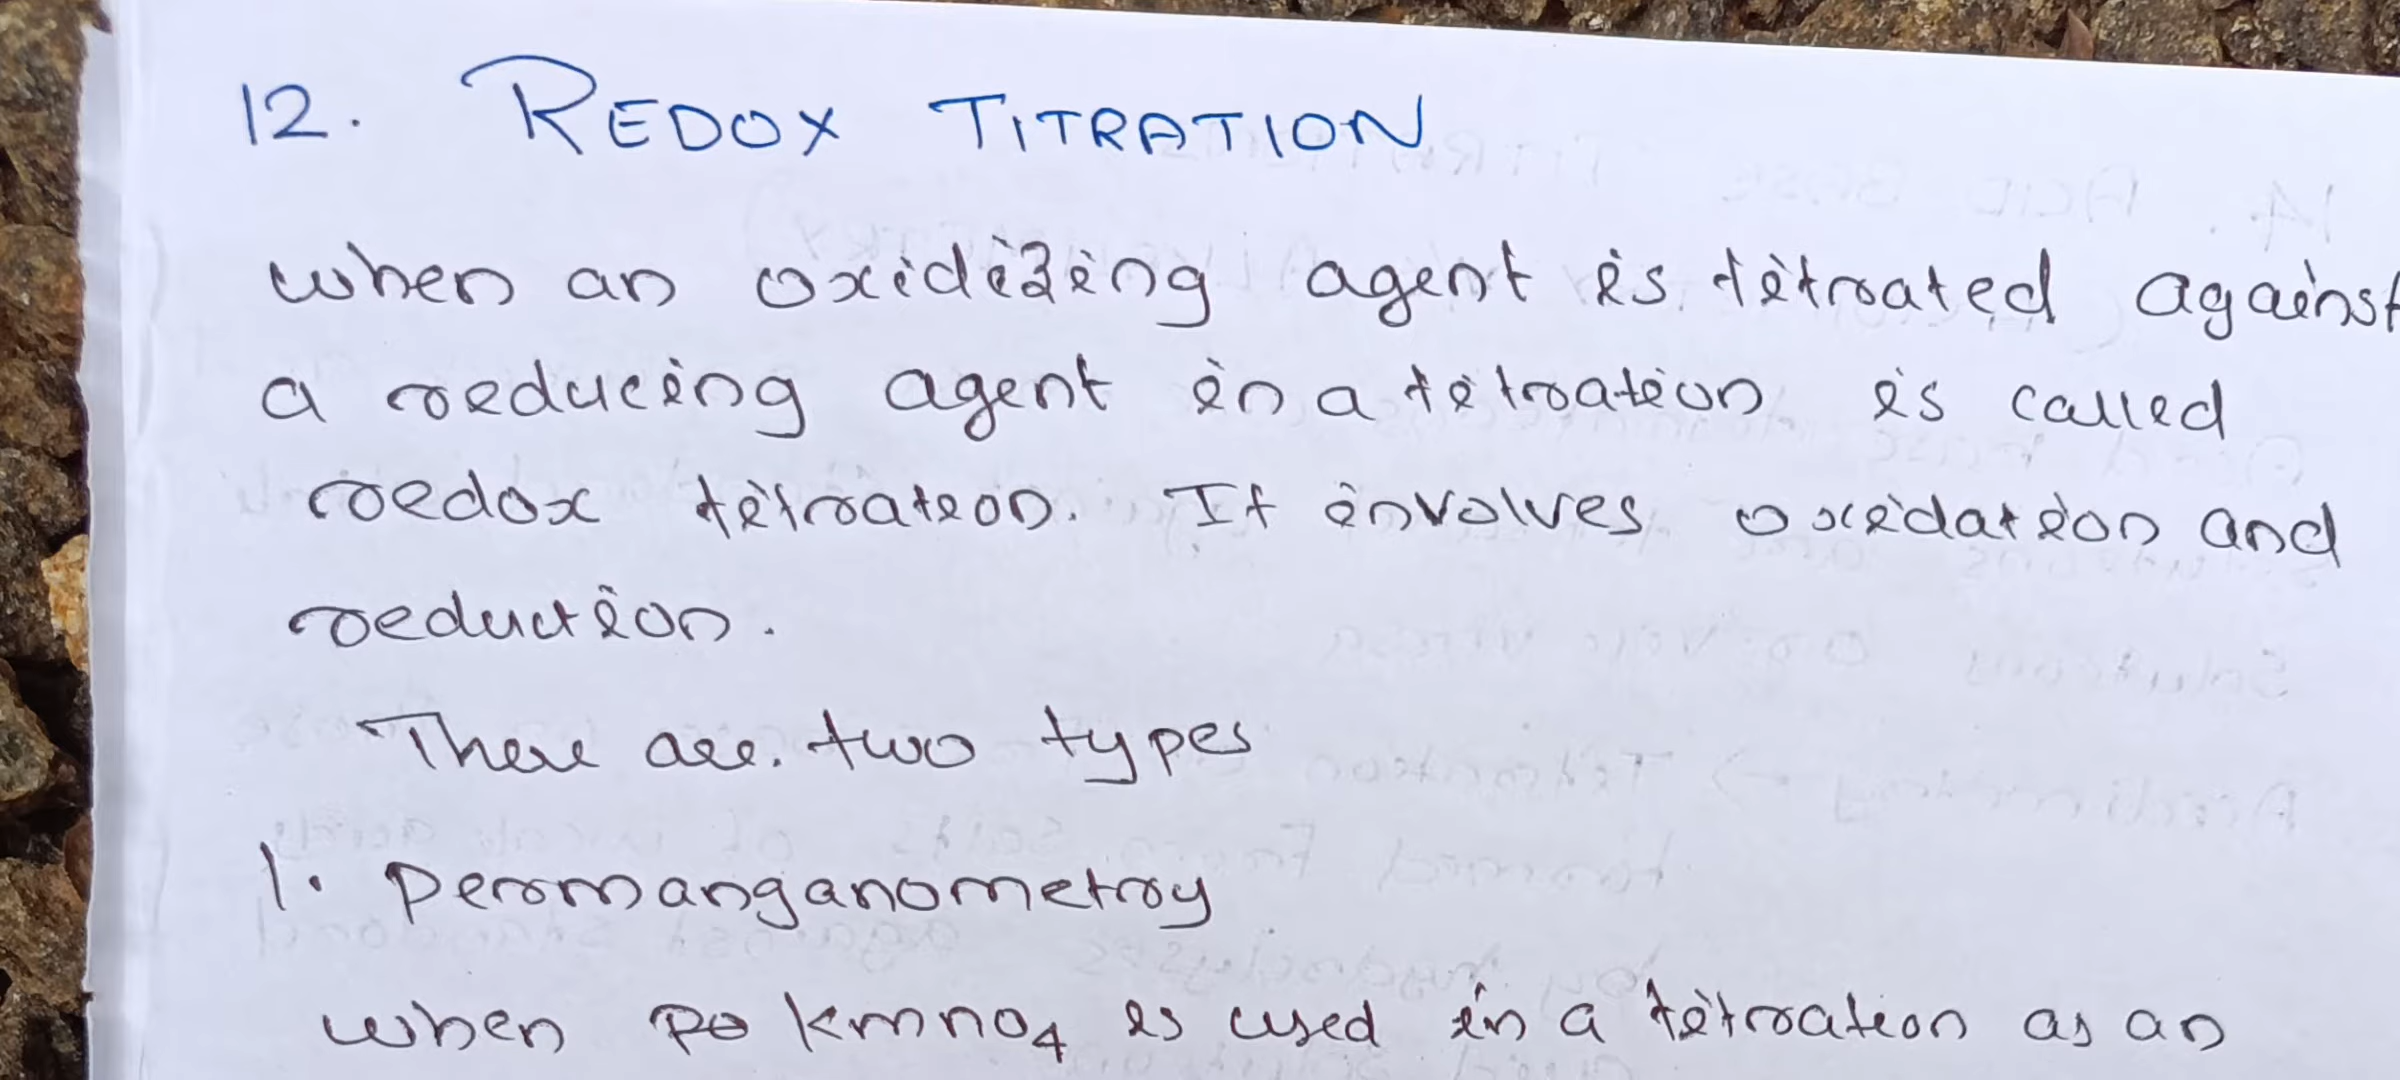 12. REDOX TITRATION
when an oxidizing agent is titrated against
a reducing agent in a titration is called
redox titration. It involves oxidation and
reduction.
There are two types
1. Permanganometry
when po kmno4 is used in a titration as an